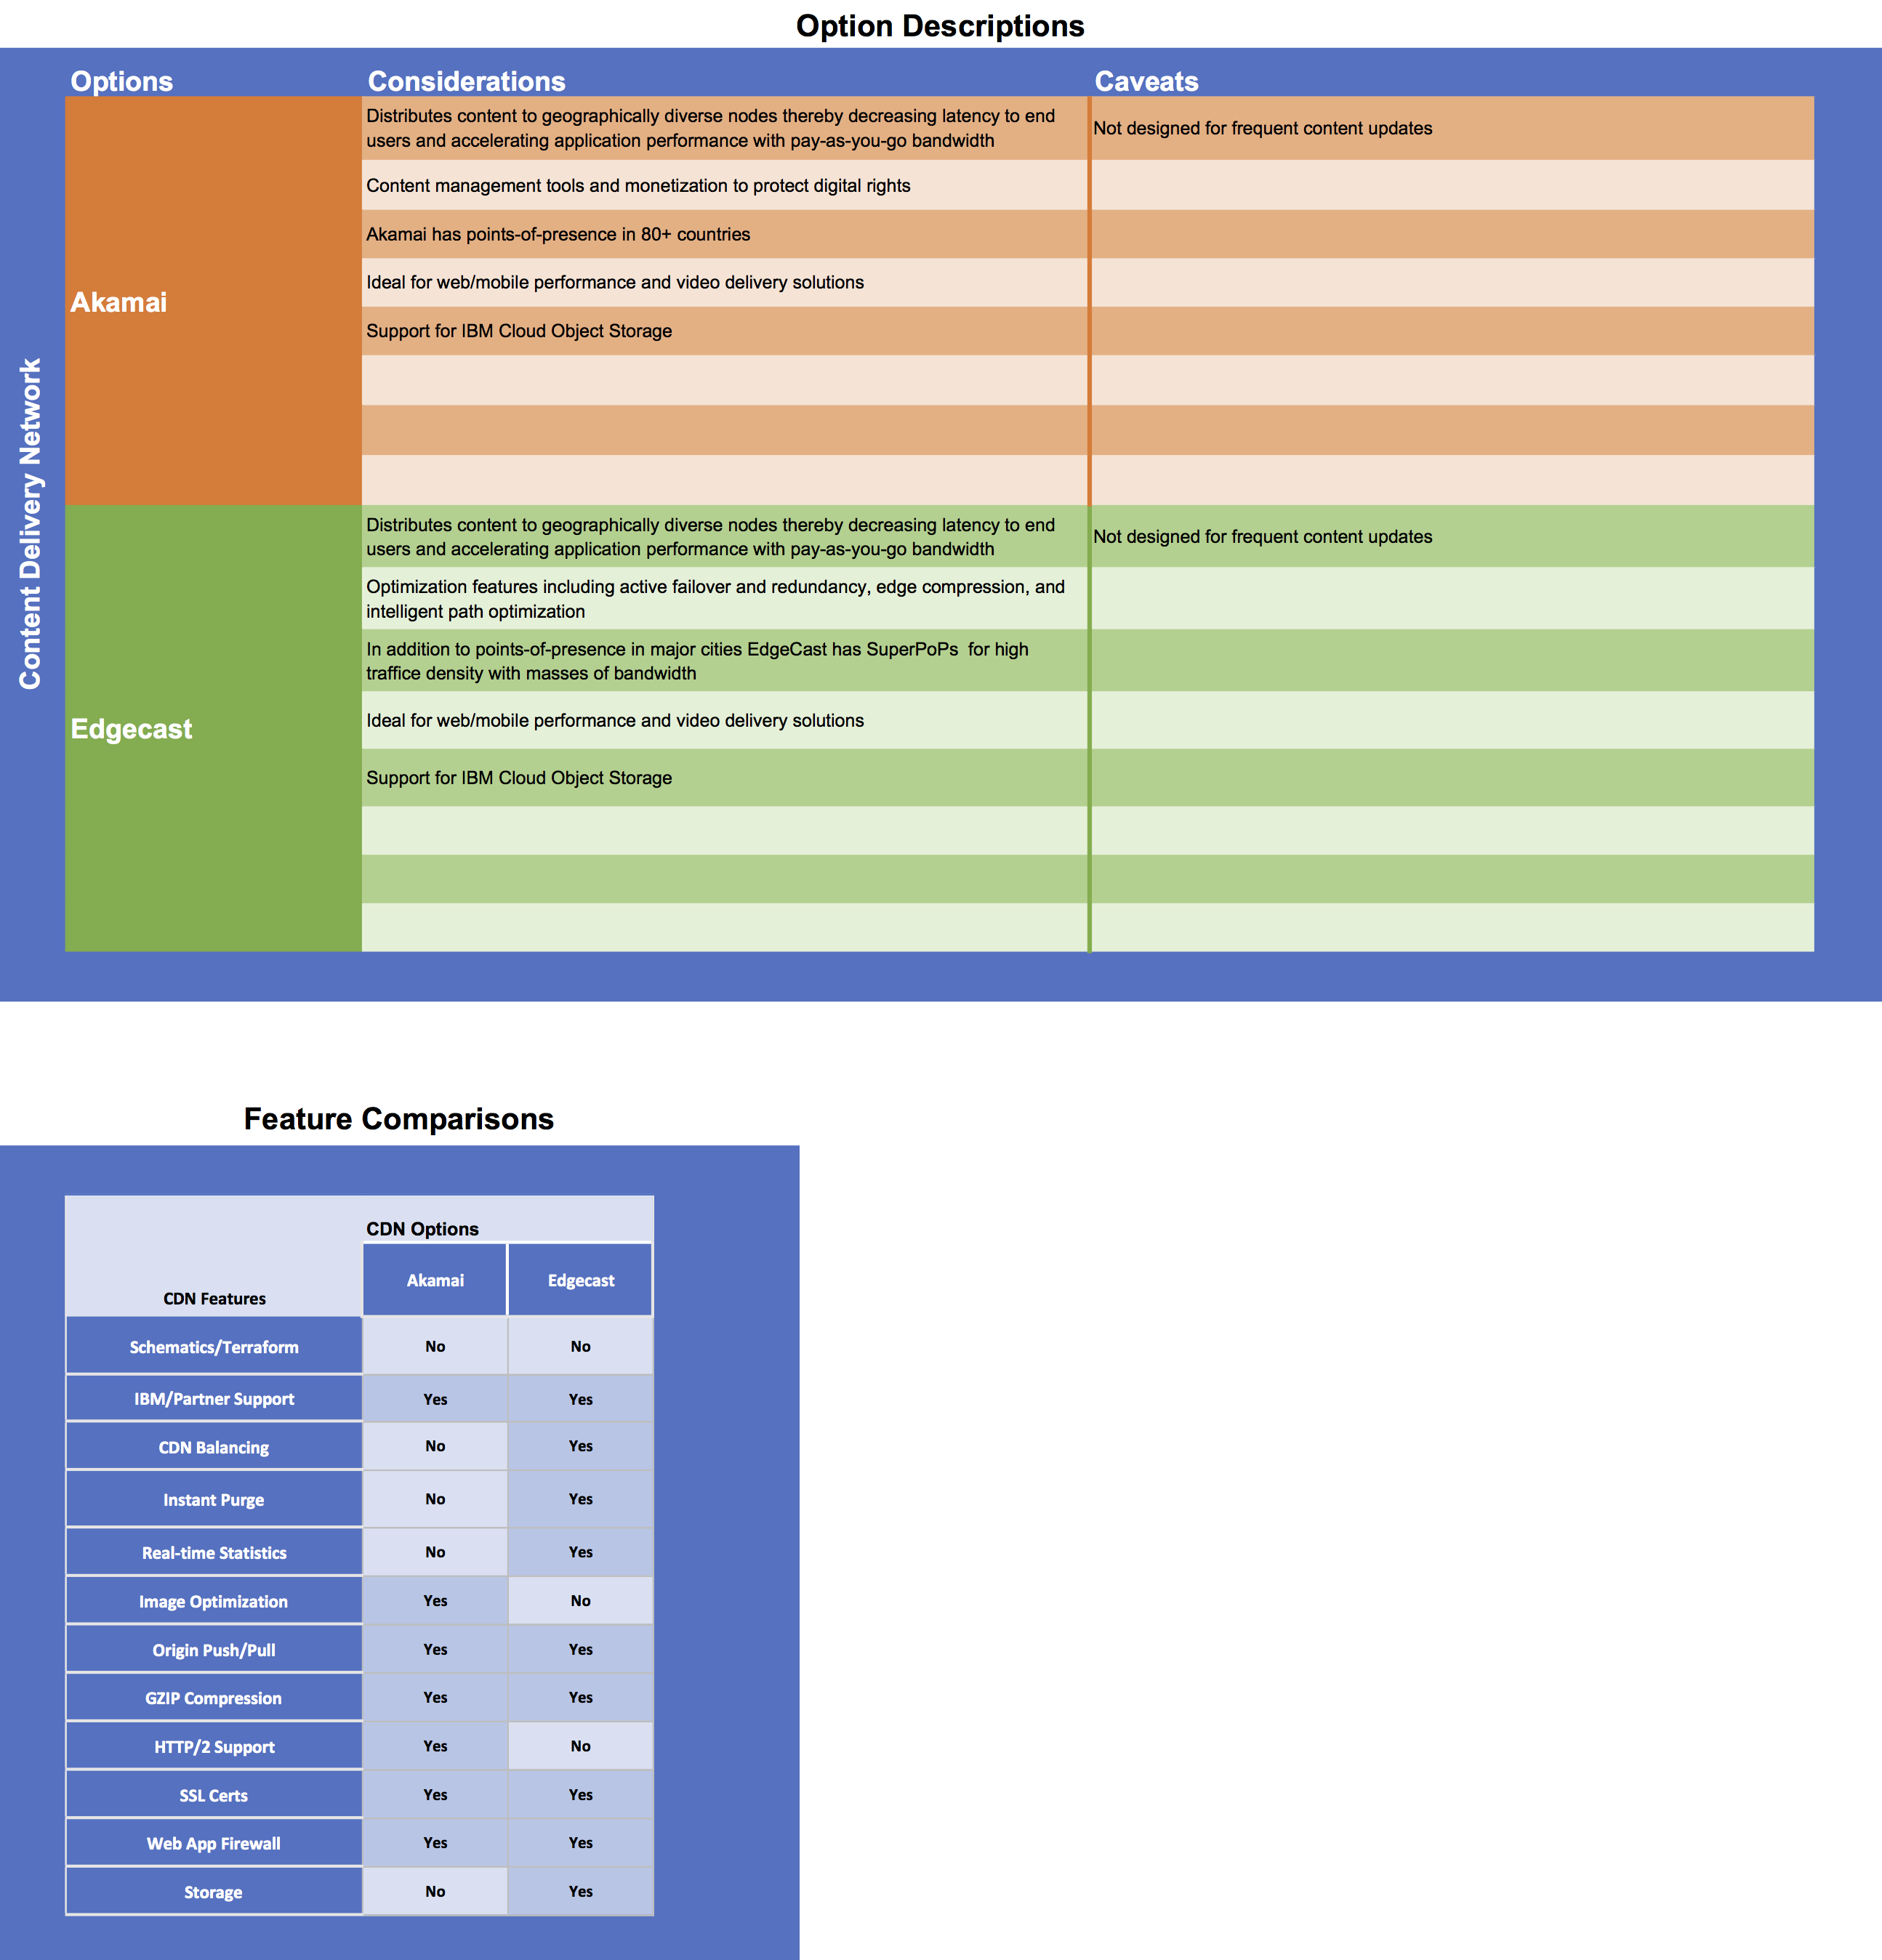 Option Descriptions
Options Considerations Caveats
Content Delivery Network
Akamai
Distributes content to geographically diverse nodes thereby decreasing latency to end
users and accelerating application performance with pay-as-you-go bandwidth
Not designed for frequent content updates
Content management tools and monetization to protect digital rights
Akamai has points-of-presence in 80+ countries
Ideal for web/mobile performance and video delivery solutions
Support for IBM Cloud Object Storage
Edgecast
Distributes content to geographically diverse nodes thereby decreasing latency to end
users and accelerating application performance with pay-as-you-go bandwidth
Not designed for frequent content updates
Optimization features including active failover and redundancy, edge compression, and
intelligent path optimization
In addition to points-of-presence in major cities EdgeCast has SuperPoPs  for high
traffice density with masses of bandwidth
Ideal for web/mobile performance and video delivery solutions
Support for IBM Cloud Object Storage
Feature Comparisons
CDN Options
CDN Features Akamai Edgecast
Schematics/Terraform No No
IBM/Partner Support Yes Yes
CDN Balancing No Yes
Instant Purge No Yes
Real-time Statistics No Yes
Image Optimization Yes No
Origin Push/Pull Yes Yes
GZIP Compression Yes Yes
HTTP/2 Support Yes No
SSL Certs Yes Yes
Web App Firewall Yes Yes
Storage No Yes